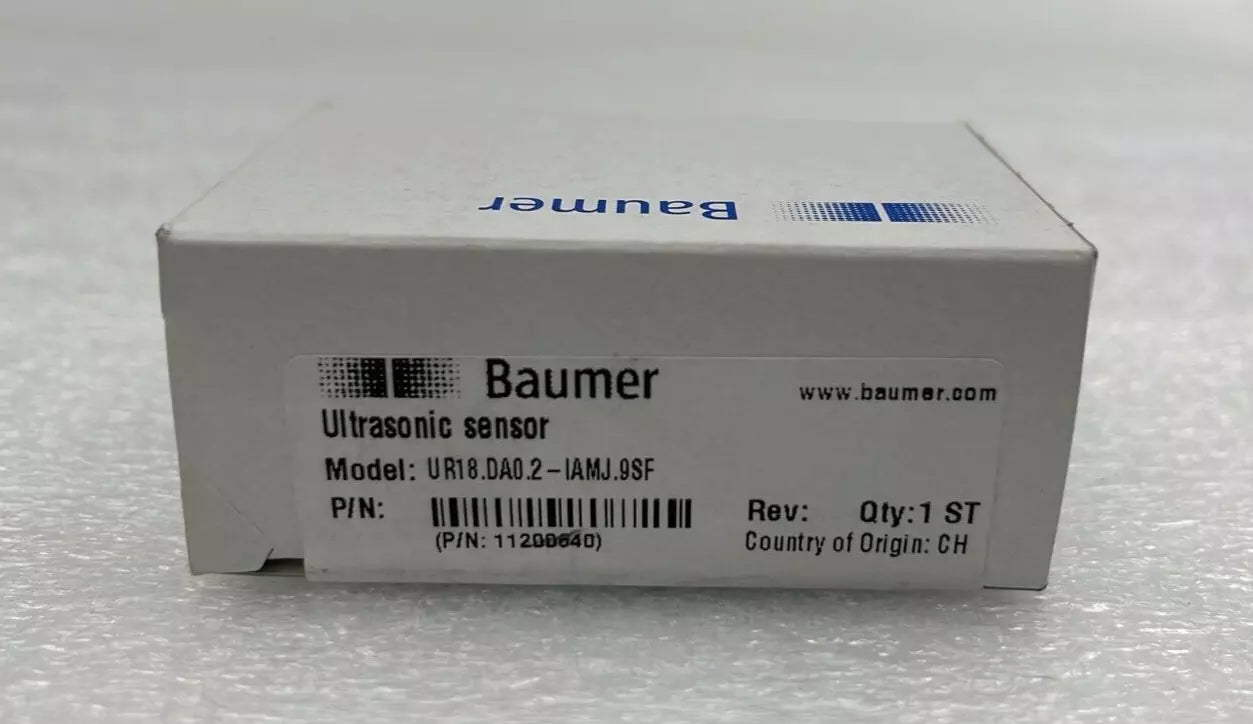 Baumer
Baumer
www.baumer.com
Ultrasonic sensor
Model: UR18.DA0.2-IAMJ.9SF
P/N:
Rev: Qty:1 ST
(P/N: 11200640)
Country of Origin: CH